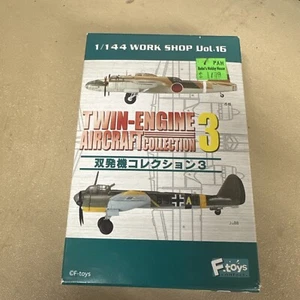 1/144 WORK SHOP Vol.16
TWIN-ENGINE
AIRCRAFT COLLECTION 3
双発機コレクション3
A
©F-toys
F-toys